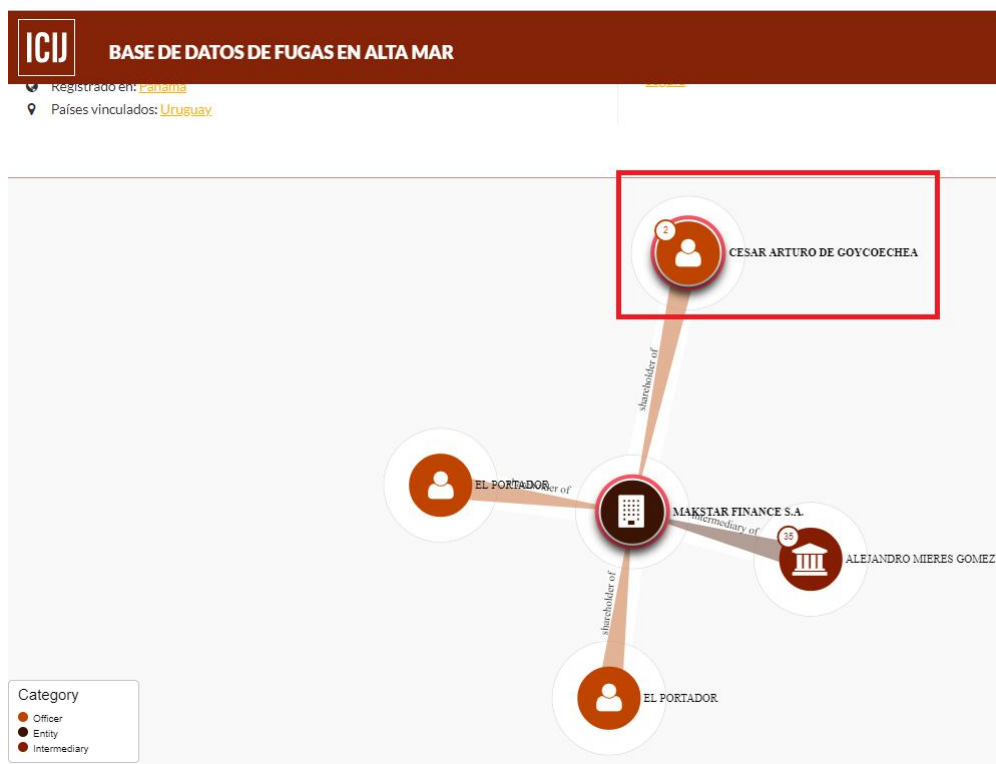 ICIJ
BASE DE DATOS DE FUGAS EN ALTA MAR
Registrado en: Panamá
Países vinculados: Uruguay
2
CESAR ARTURO DE GOYCOECHEA
shareholder of
EL PORTADOR
shareholder of
MAKSTAR FINANCE S.A.
intermediary of
35
ALEJANDRO MIERES GOMEZ
shareholder of
EL PORTADOR
Category
Officer
Entity
Intermediary